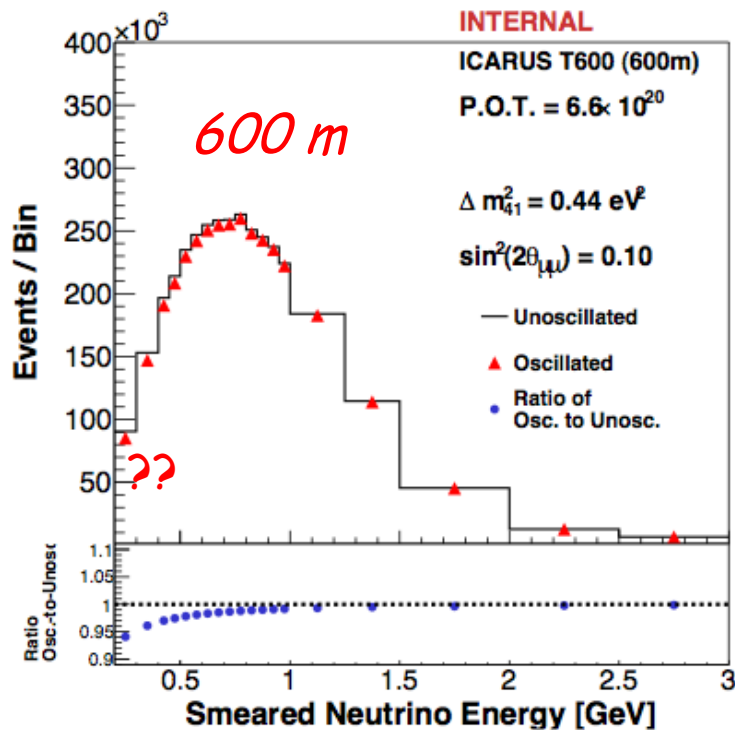 INTERNAL
×10³
400
350
300
250
200
150
100
50
Events / Bin
600 m
??
ICARUS T600 (600m)
P.O.T. = 6.6× 10²⁰
Δ m²₄₁ = 0.44 eV²
sin²(2θμμ) = 0.10
Unoscillated
Oscillated
Ratio of
Osc. to Unosc.
Ratio
Osc.-to-Unosc
1.1
1.05
1
0.95
0.9
0.5 1 1.5 2 2.5 3
Smeared Neutrino Energy [GeV]